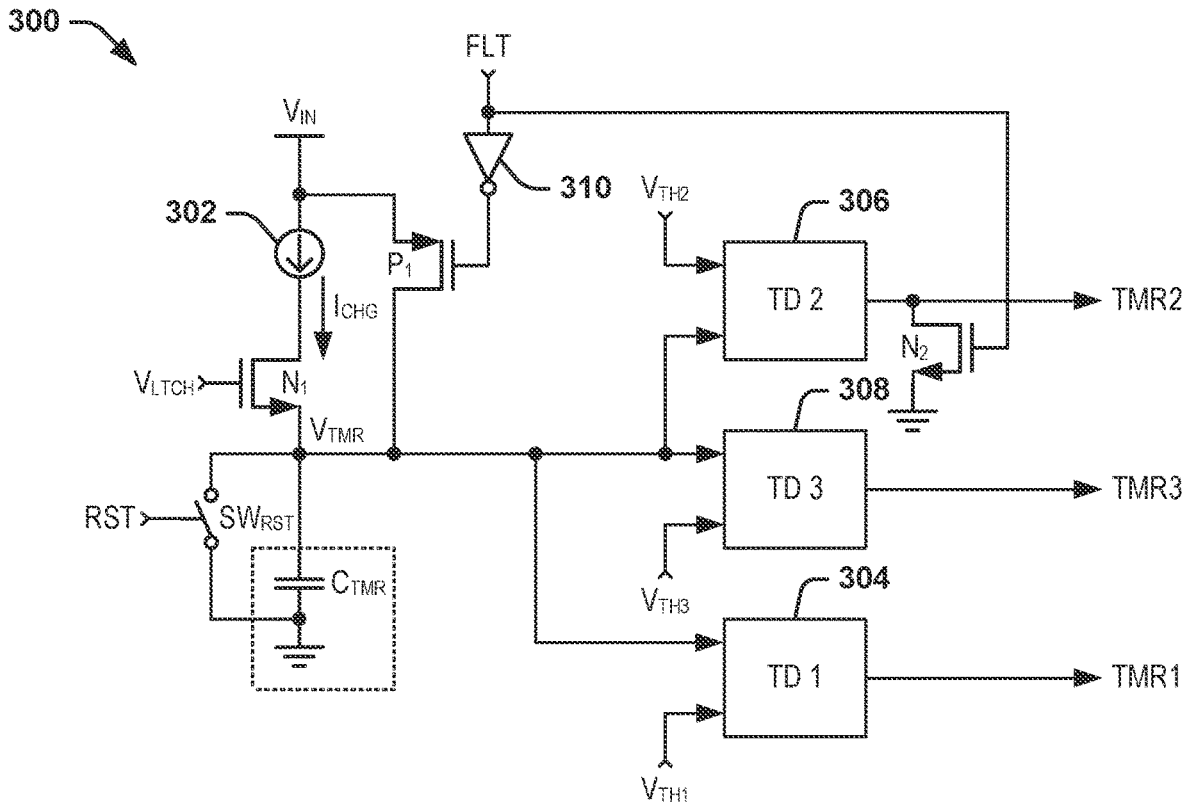 300
FLT
V_IN
310
302
V_TH2
306
P_1
I_CHG
TD 2
TMR2
N_2
V_LTCH
N_1
308
V_TMR
TD 3
TMR3
RST
SW_RST
C_TMR
V_TH3
304
TD 1
TMR1
V_TH1